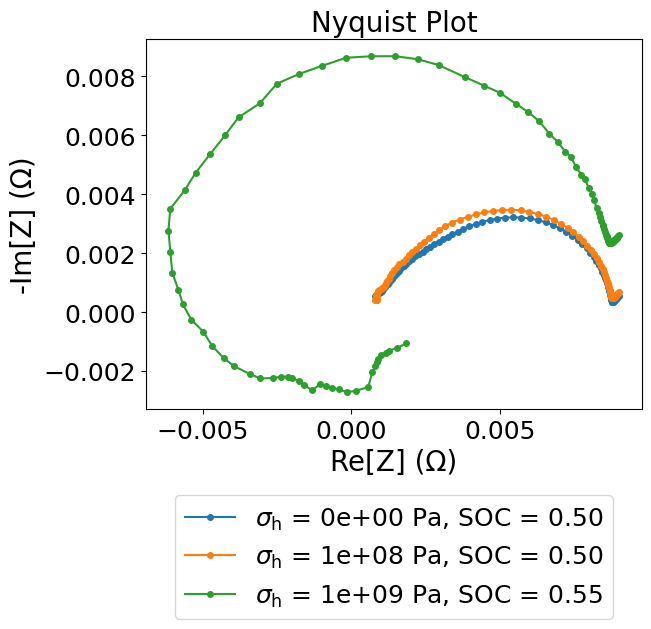 Nyquist Plot
-Im[Z] (Ω)
0.008
0.006
0.004
0.002
0.000
−0.002
−0.005 0.000 0.005
Re[Z] (Ω)
σh = 0e+00 Pa, SOC = 0.50
σh = 1e+08 Pa, SOC = 0.50
σh = 1e+09 Pa, SOC = 0.55